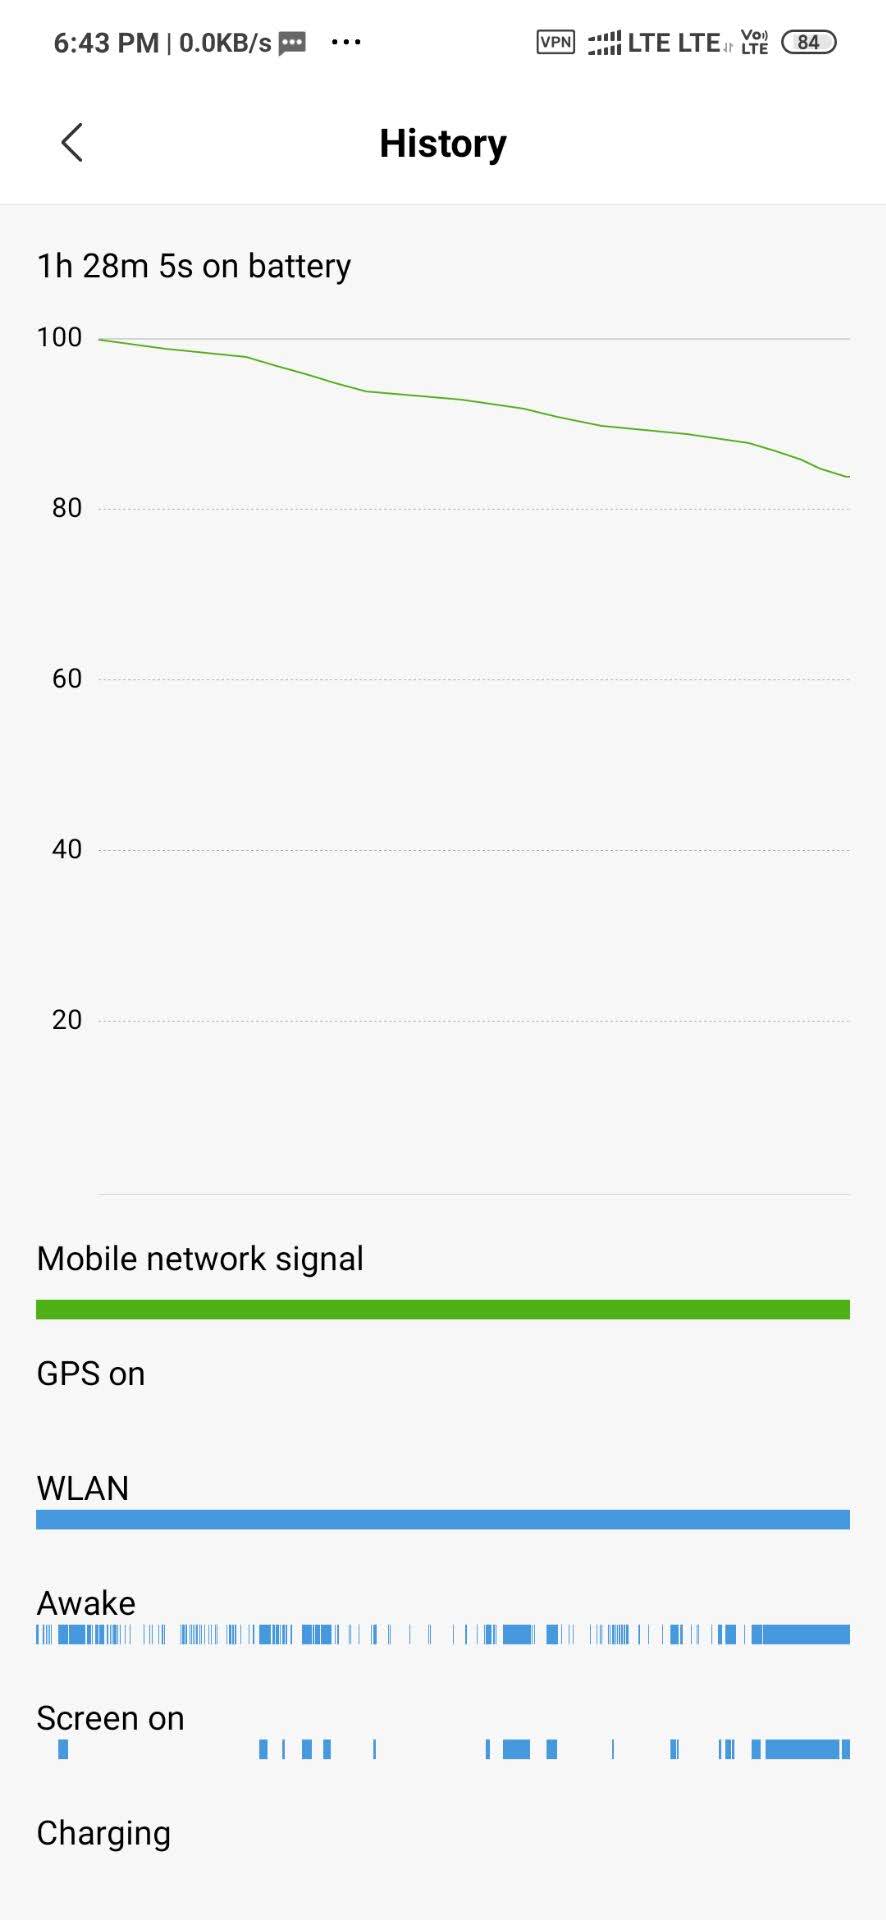 6:43 PM | 0.0KB/s ... VPN LTE LTE Vo) LTE 84
History
1h 28m 5s on battery
100
80
60
40
20
Mobile network signal
GPS on
WLAN
Awake
Screen on
Charging